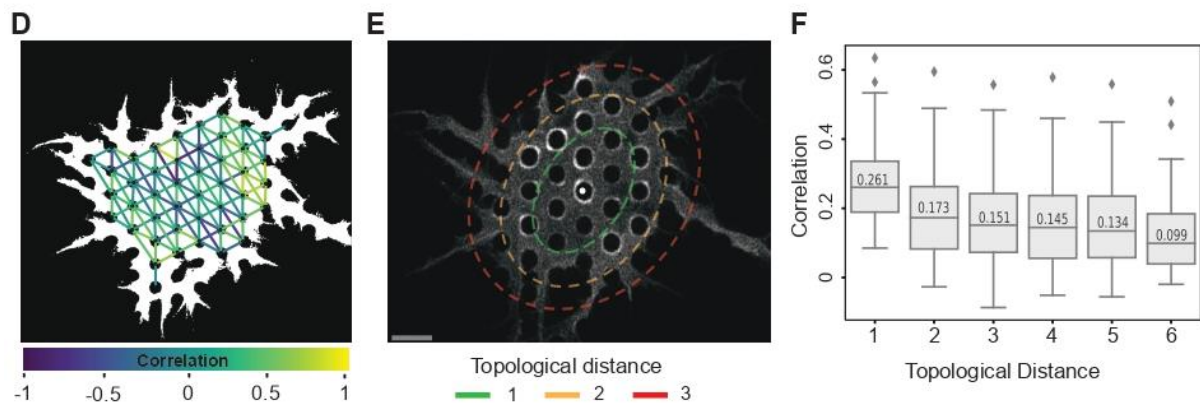 D
Correlation
-1 -0.5 0 0.5 1
E
Topological distance
1 2 3
F
Correlation
0.6
0.4
0.2
0
0.261
0.173
0.151
0.145
0.134
0.099
1 2 3 4 5 6
Topological Distance